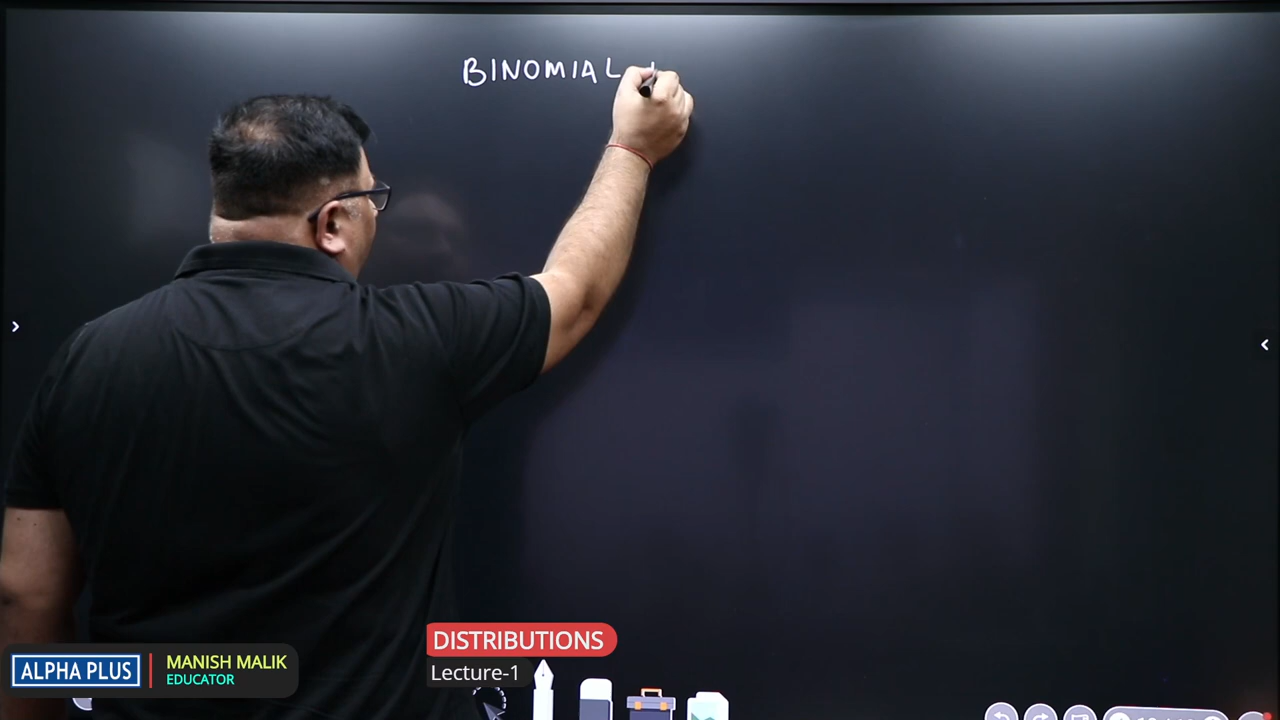 BINOMIAL
DISTRIBUTIONS
Lecture-1
ALPHA PLUS
MANISH MALIK
EDUCATOR